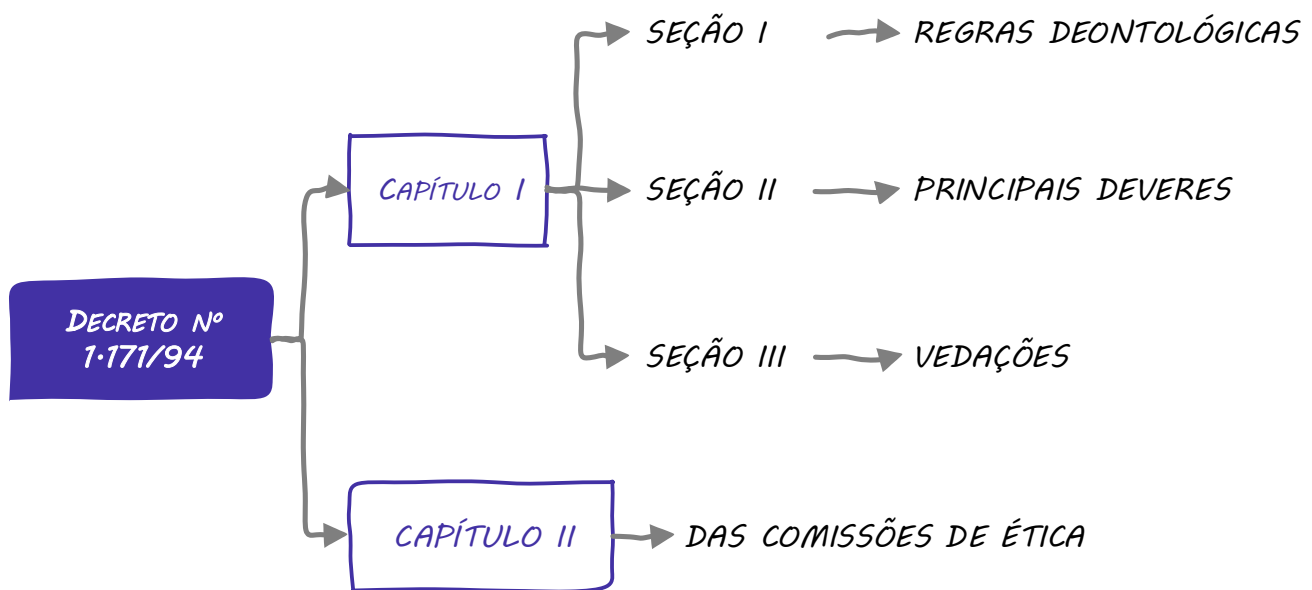 SEÇÃO I
REGRAS DEONTOLÓGICAS
CAPÍTULO I
SEÇÃO II
PRINCIPAIS DEVERES
DECRETO Nº
1.171/94
SEÇÃO III
VEDAÇÕES
CAPÍTULO II
DAS COMISSÕES DE ÉTICA